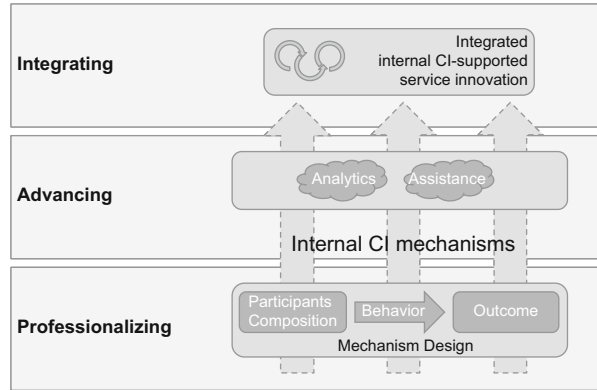 Integrating
Integrated
internal CI-supported
service innovation
Advancing
Analytics
Assistance
Internal CI mechanisms
Professionalizing
Participants
Composition
Behavior
Outcome
Mechanism Design